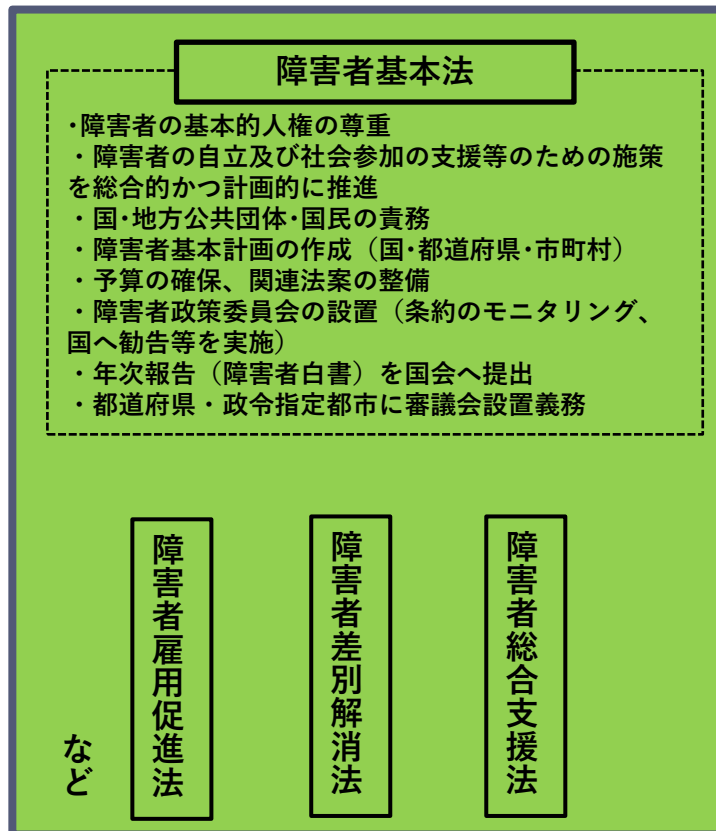 障害者基本法
・障害者の基本的人権の尊重
・障害者の自立及び社会参加の支援等のための施策
を総合的かつ計画的に推進
・国・地方公共団体・国民の責務
・障害者基本計画の作成（国・都道府県・市町村）
・予算の確保、関連法案の整備
・障害者政策委員会の設置（条約のモニタリング、
国へ勧告等を実施）
・年次報告（障害者白書）を国会へ提出
・都道府県・政令指定都市に審議会設置義務
障害者総合支援法
障害者差別解消法
障害者雇用促進法
など